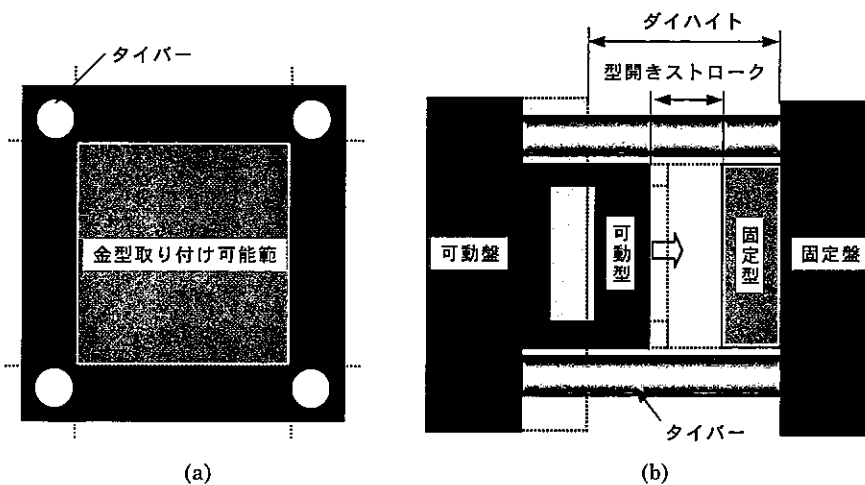 タイバー
金型取り付け可能範
(a)
ダイハイト
型開きストローク
可動盤
可動型
固定型
固定盤
タイバー
(b)